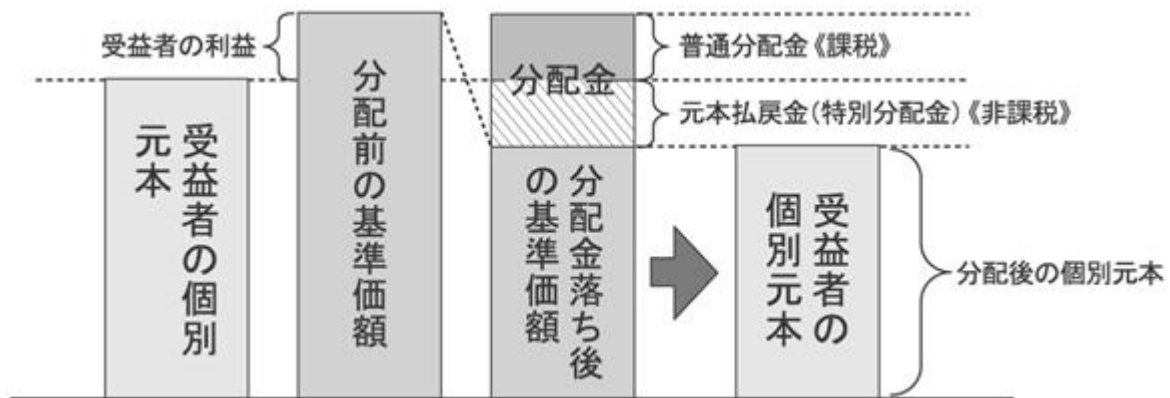 受益者の利益
普通分配金《課税》
分配金
元本払戻金(特別分配金)《非課税》
受益者の個別
元本
分配前の基準価額
分配金落ち後
の基準価額
受益者の
個別元本
分配後の個別元本